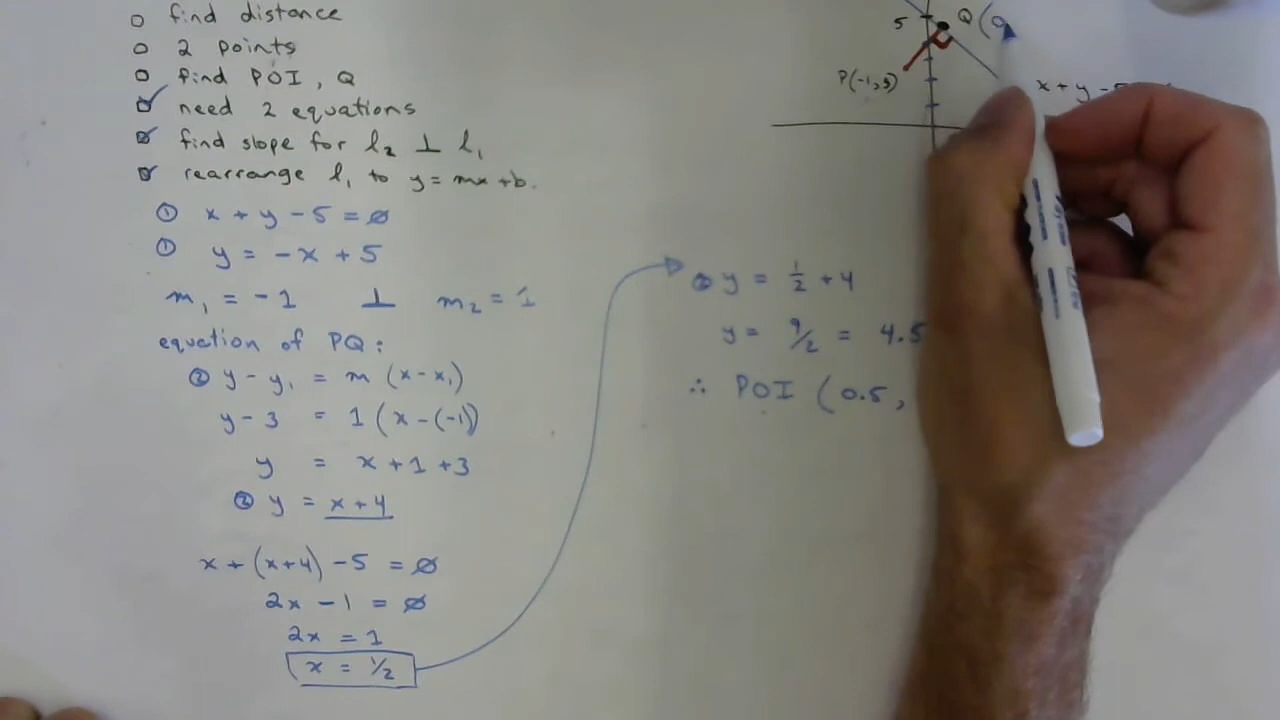 find distance
2 points
find POI, Q
need 2 equations
find slope for l₂ ⊥ l₁
rearrange l₁ to y = mx + b.
① x + y - 5 = ∅
① y = -x + 5
m₁ = -1 ⊥ m₂ = 1
equation of PQ:
② y - y₁ = m (x - x₁)
y - 3 = 1 (x - (-1))
y = x + 1 + 3
② y = x + 4
x + (x + 4) - 5 = ∅
2x - 1 = ∅
2x = 1
x = 1/2
② y = 1/2 + 4
y = 9/2 = 4.5
∴ POI (0.5,
5
Q (
P(-1,3)
x + y - 5